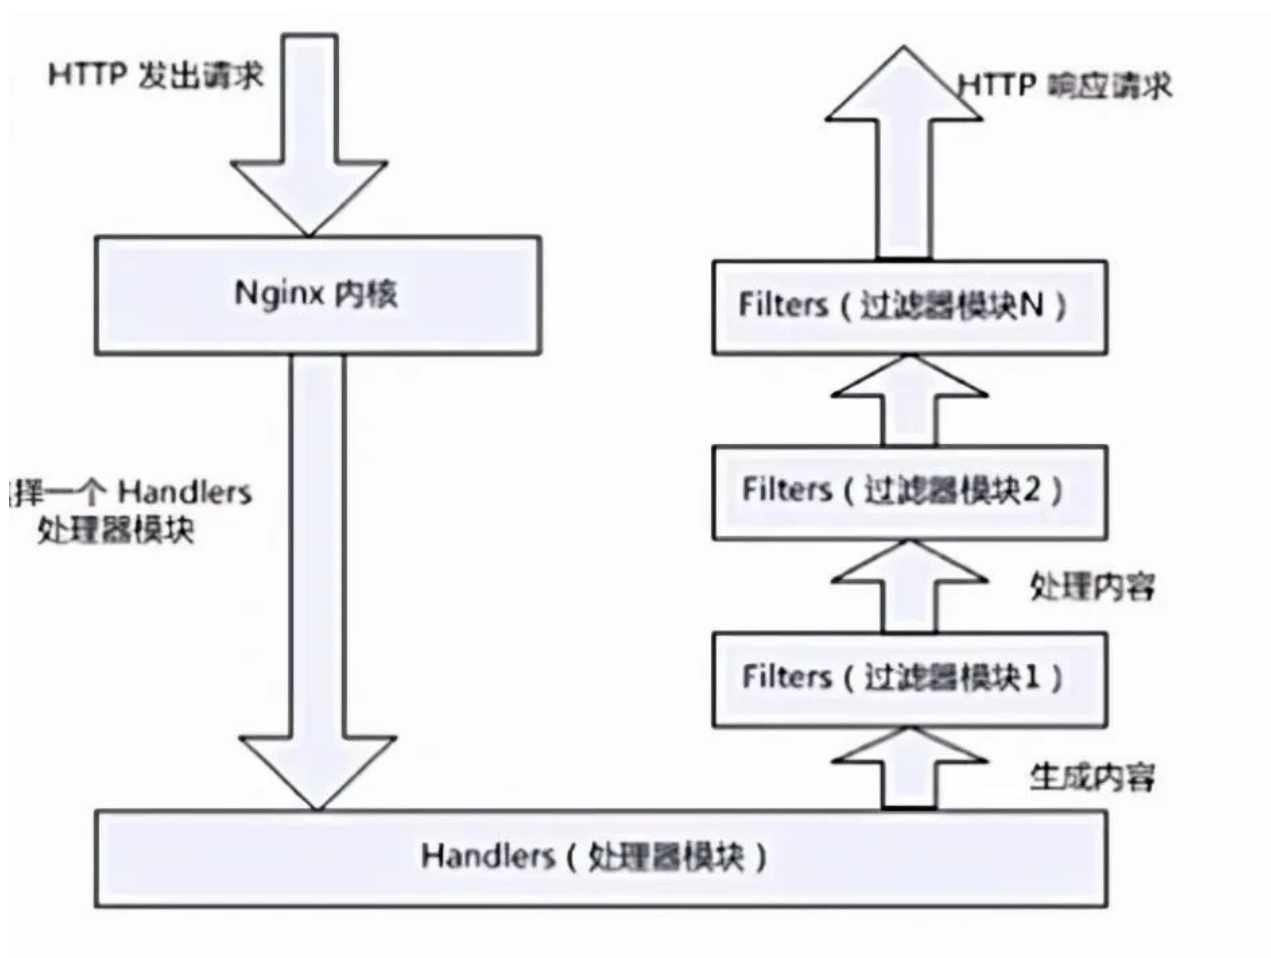 HTTP 发出请求
HTTP 响应请求
Nginx 内核
Filters（过滤器模块N）
择一个 Handlers
处理器模块
Filters（过滤器模块2）
处理内容
Filters（过滤器模块1）
生成内容
Handlers（处理器模块）